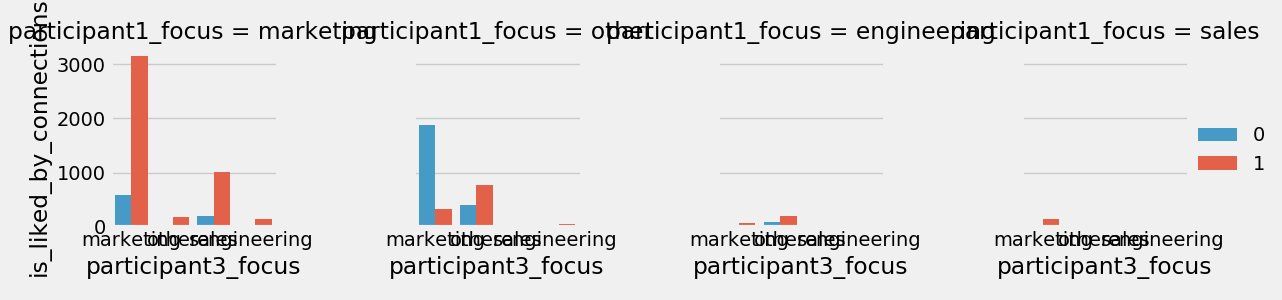 participant1_focus = marketing
participant1_focus = other
participant1_focus = engineering
participant1_focus = sales
is_liked_by_connections
3000
2000
1000
0
marketing other sales engineering
marketing other sales engineering
marketing other sales engineering
marketing other sales engineering
participant3_focus
participant3_focus
participant3_focus
participant3_focus
0
1